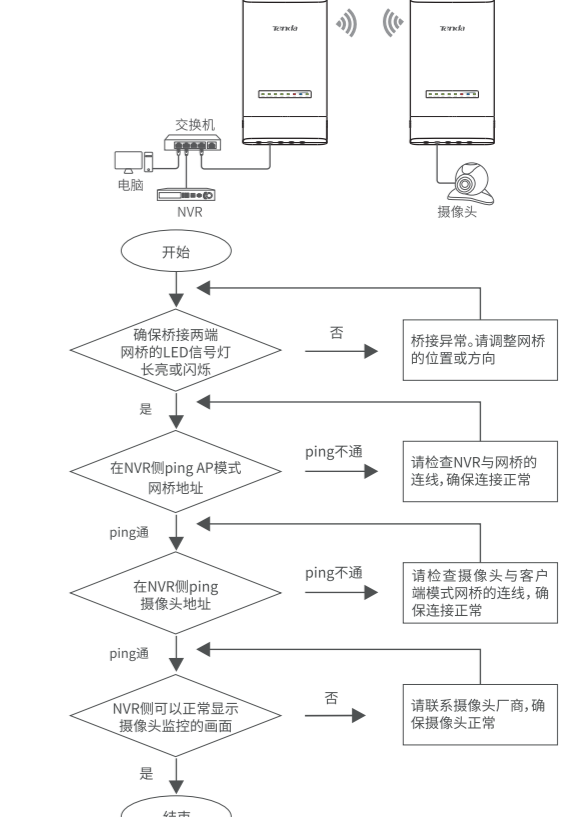 Tenda
Tenda
交换机
电脑
NVR
摄像头
开始
确保桥接两端
网桥的LED信号灯
长亮或闪烁
否
桥接异常。请调整网桥
的位置或方向
是
在NVR侧ping AP模式
网桥地址
ping不通
请检查NVR与网桥的
连线,确保连接正常
ping通
在NVR侧ping
摄像头地址
ping不通
请检查摄像头与客户
端模式网桥的连线,确
保连接正常
ping通
NVR侧可以正常显示
摄像头监控的画面
否
请联系摄像头厂商,确
保摄像头正常
是
结束